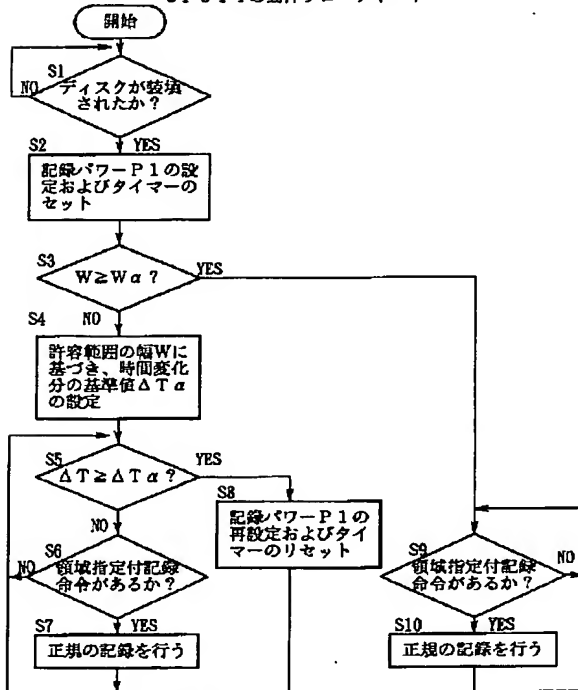 開始
S1
ディスクが装填
されたか？
NO
YES
S2
記録パワーP1の設
定およびタイマーの
セット
S3
W≧Wα？
YES
NO
S4
許容範囲の幅Wに
基づき、時間変化
分の基準値ΔTα
の設定
S5
ΔT≧ΔTα？
YES
NO
S8
記録パワーP1の
再設定およびタイ
マーのリセット
S6
領域指定付記録
命令があるか？
NO
YES
S7
正規の記録を行う
S9
領域指定付記録
命令があるか？
NO
YES
S10
正規の記録を行う